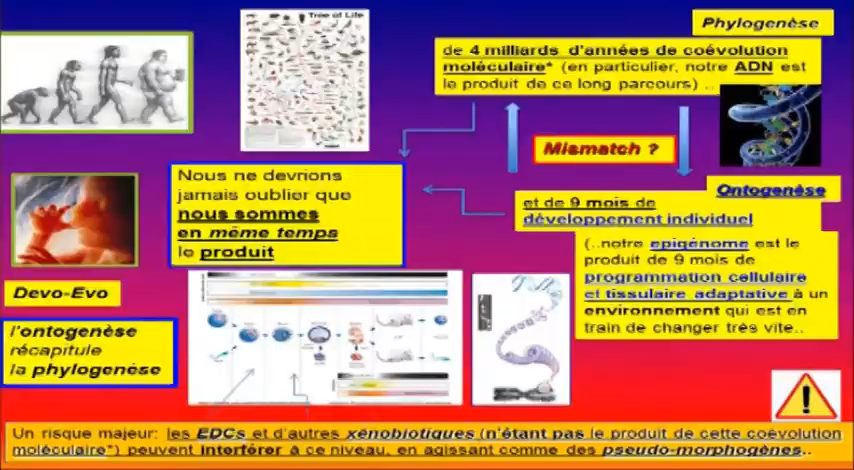 Tree of Life
Phylogenèse
de 4 milliards d'années de coévolution
moléculaire* (en particulier, notre ADN est
le produit de ce long parcours) ..
Mismatch ?
Nous ne devrions
jamais oublier que
nous sommes
en même temps
le produit
Ontogenèse
et de 9 mois de
développement individuel
(..notre epigénome est le
produit de 9 mois de
programmation cellulaire
et tissulaire adaptative à un
environnement qui est en
train de changer très vite..
Devo-Evo
l'ontogenèse
récapitule
la phylogenèse
Un risque majeur: les EDCs et d'autres xénobiotiques (n'étant pas le produit de cette coévolution
moléculaire*) peuvent interférer à ce niveau, en agissant comme des pseudo-morphogènes..